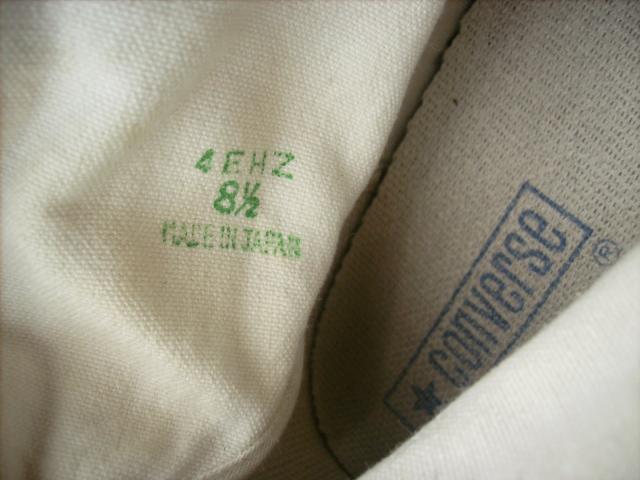 4EHZ
8½
MADE IN JAPAN
★converse®